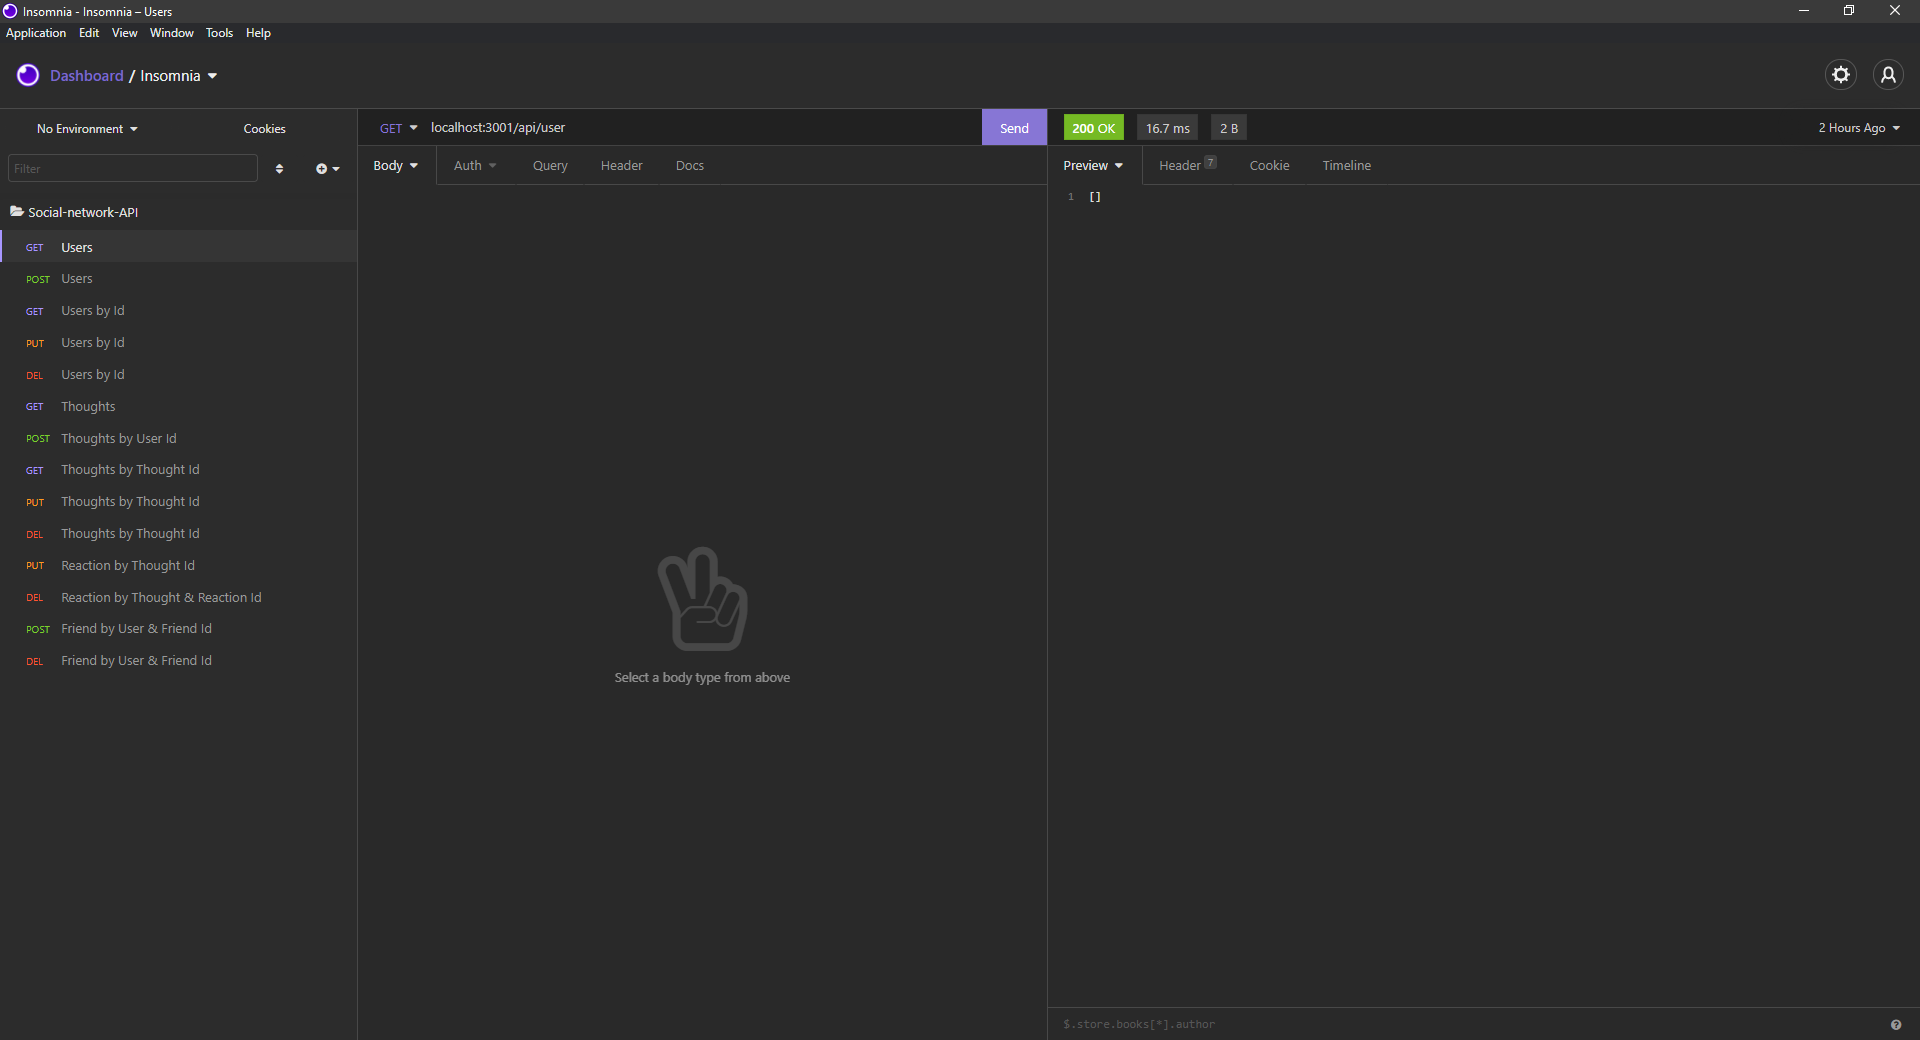 Insomnia - Insomnia – Users
Application Edit View Window Tools Help
Dashboard / Insomnia
No Environment Cookies
Filter
Social-network-API
GET Users
POST Users
GET Users by Id
PUT Users by Id
DEL Users by Id
GET Thoughts
POST Thoughts by User Id
GET Thoughts by Thought Id
PUT Thoughts by Thought Id
DEL Thoughts by Thought Id
PUT Reaction by Thought Id
DEL Reaction by Thought & Reaction Id
POST Friend by User & Friend Id
DEL Friend by User & Friend Id
GET localhost:3001/api/user Send
Body Auth Query Header Docs
Select a body type from above
200 OK 16.7 ms 2 B 2 Hours Ago
Preview Header 7 Cookie Timeline
1 []
$.store.books[*].author